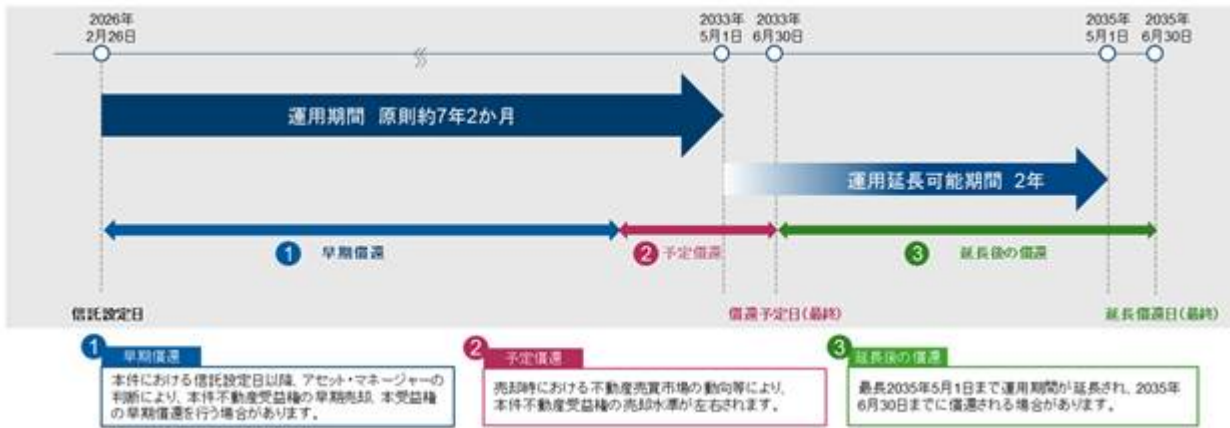 2026年
2月26日
2033年
5月1日
2033年
6月30日
2035年
5月1日
2035年
6月30日
運用期間 原則約7年2か月
運用延長可能期間 2年
1 早期償還
2 予定償還
3 延長後の償還
信託設定日
償還予定日(最終)
延長償還日(最終)
1 早期償還
本件における信託設定日以降、アセット・マネージャーの
判断により、本件不動産受益権の早期売却、本受益権
の早期償還を行う場合があります。
2 予定償還
売却時における不動産売買市場の動向等により、
本件不動産受益権の売却水準が左右されます。
3 延長後の償還
最長2035年5月1日まで運用期間が延長され、2035年
6月30日までに償還される場合があります。